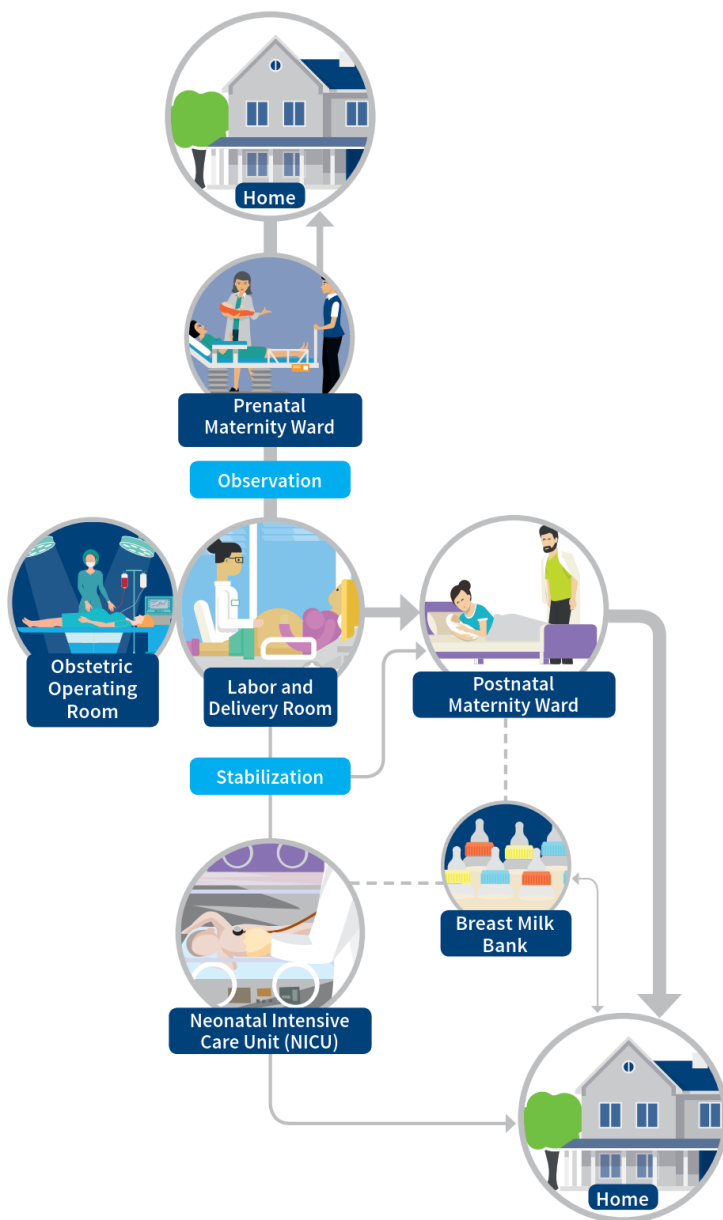 Home
Prenatal
Maternity Ward
Observation
Obstetric
Operating
Room
Labor and
Delivery Room
Postnatal
Maternity Ward
Stabilization
Breast Milk
Bank
Neonatal Intensive
Care Unit (NICU)
Home